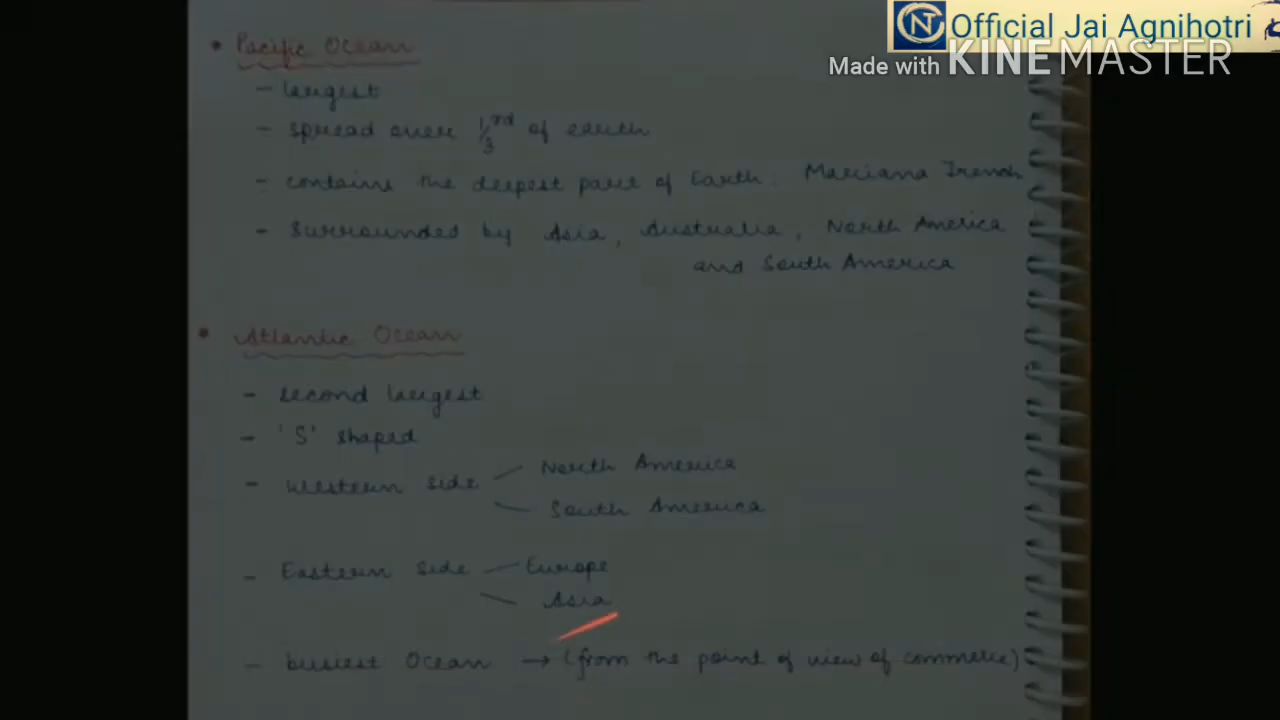 Official Jai Agnihotri
Made with KINEMASTER
• Pacific Ocean
- largest
- spread over 1/3rd of earth
- contains the deepest part of Earth. Mariana Trench
- Surrounded by Asia, Australia, North America
and South America
• Atlantic Ocean
- second largest
- 'S' shaped
- Western side - North America
- South America
- Eastern side - Europe
- Asia
- busiest Ocean → (from the point of view of commerce)